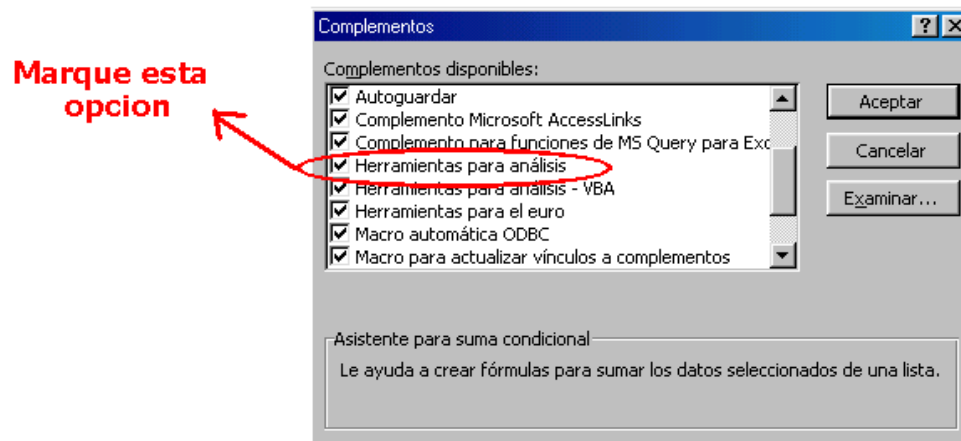 Complementos
Marque esta
opcion
Complementos disponibles:
Autoguardar
Complemento Microsoft AccessLinks
Complemento para funciones de MS Query para Exc
Herramientas para análisis
Herramientas para análisis - VBA
Herramientas para el euro
Macro automática ODBC
Macro para actualizar vínculos a complementos
Aceptar
Cancelar
Examinar...
Asistente para suma condicional
Le ayuda a crear fórmulas para sumar los datos seleccionados de una lista.